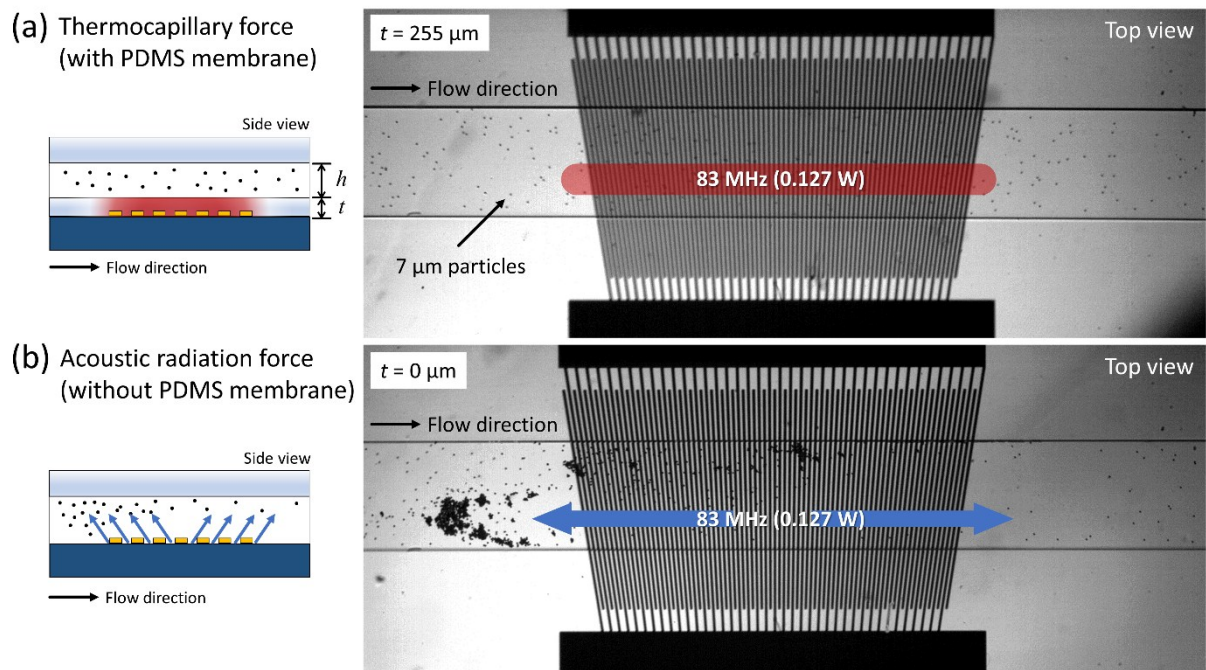 (a) Thermocapillary force
(with PDMS membrane)
Side view
h
t
Flow direction
t = 255 μm
Top view
Flow direction
83 MHz (0.127 W)
7 μm particles
(b) Acoustic radiation force
(without PDMS membrane)
Side view
Flow direction
t = 0 μm
Top view
Flow direction
83 MHz (0.127 W)